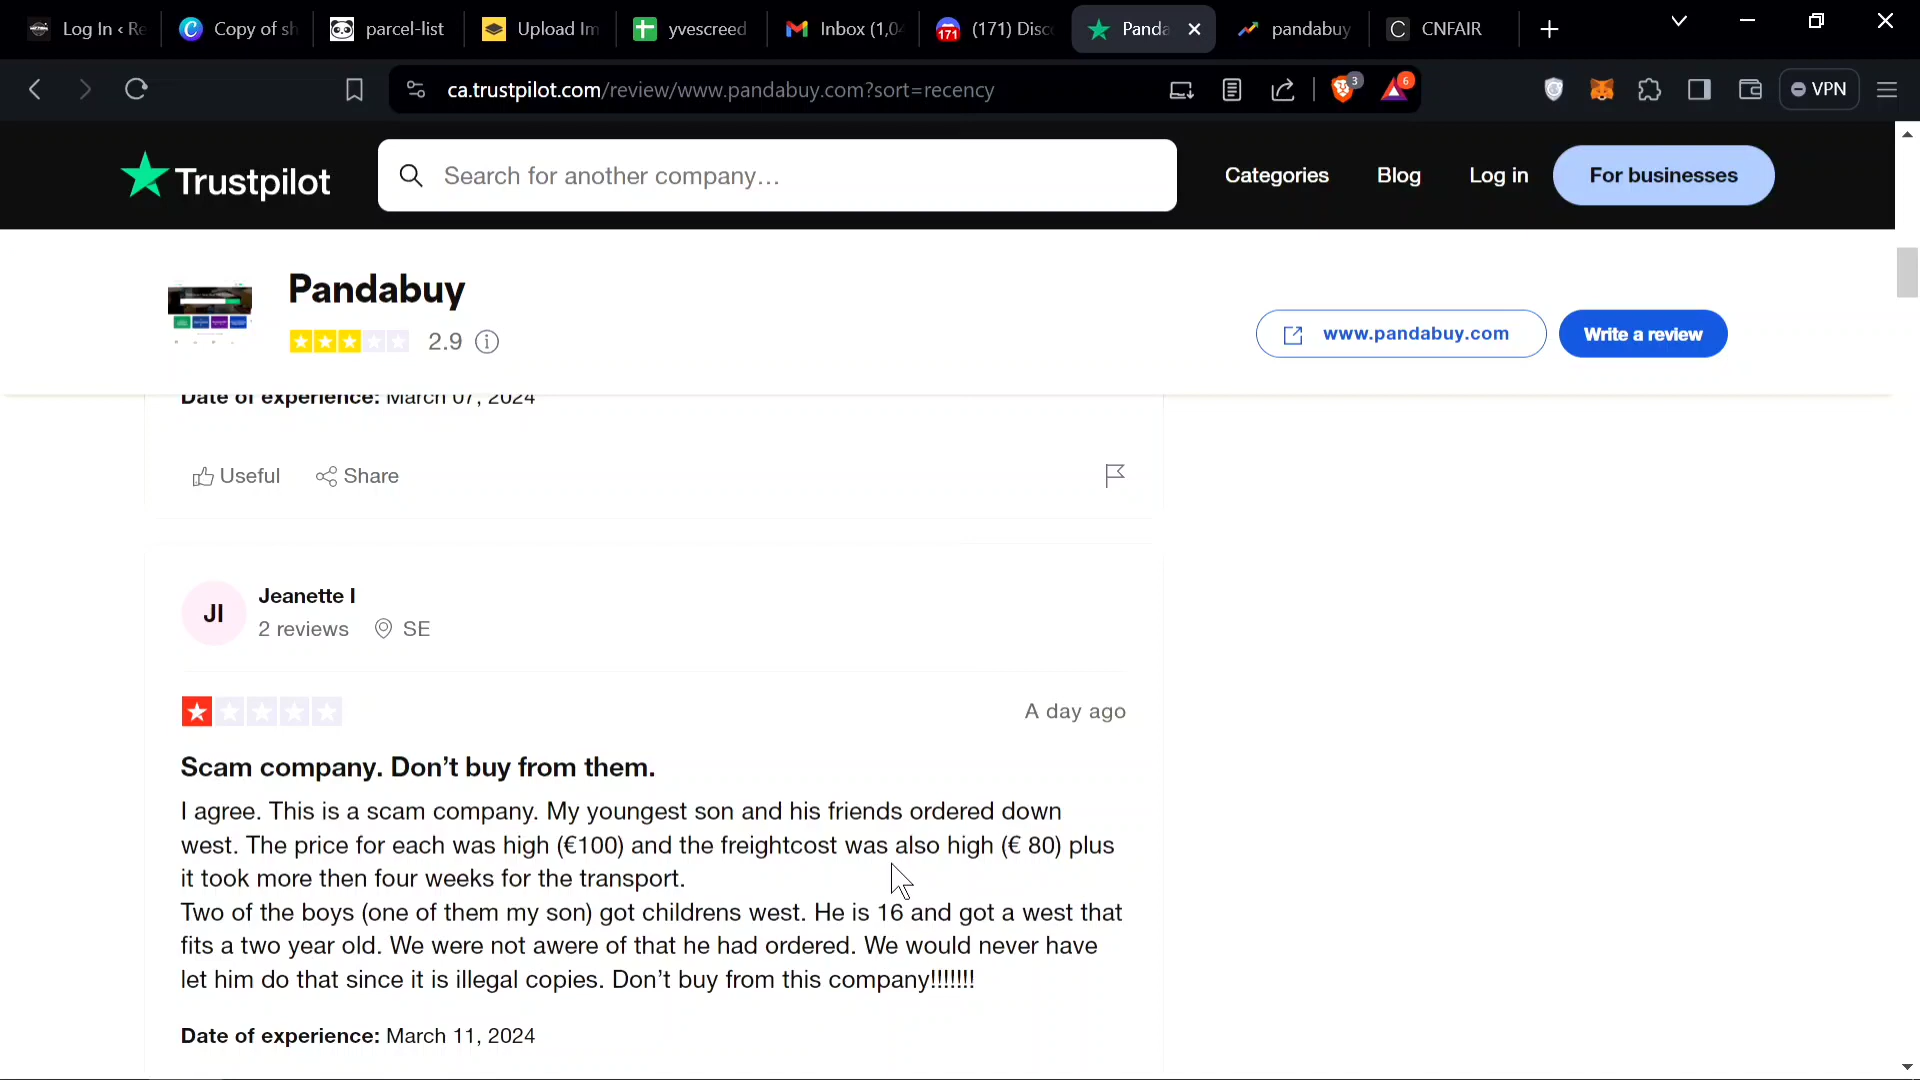 Log In ‹ Re
Copy of sh
parcel-list
Upload Im
yvescreed
Inbox (1,04
171
(171) Disco
Panda
pandabuy
C
CNFAIR
ca.trustpilot.com/review/www.pandabuy.com?sort=recency
3
6
VPN
Trustpilot
Search for another company...
Categories
Blog
Log in
For businesses
Pandabuy
2.9
www.pandabuy.com
Write a review
Date of experience: March 07, 2024
Useful
Share
JI
Jeanette I
2 reviews
SE
A day ago
Scam company. Don’t buy from them.
I agree. This is a scam company. My youngest son and his friends ordered down
west. The price for each was high (€100) and the freightcost was also high (€ 80) plus
it took more then four weeks for the transport.
Two of the boys (one of them my son) got childrens west. He is 16 and got a west that
fits a two year old. We were not awere of that he had ordered. We would never have
let him do that since it is illegal copies. Don’t buy from this company!!!!!!!
Date of experience: March 11, 2024